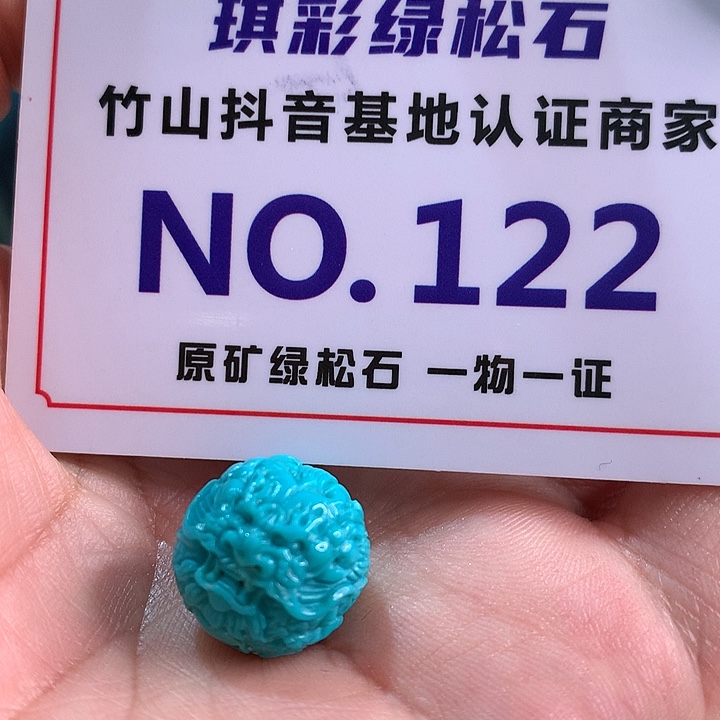 琪彩绿松石
竹山抖音基地认证商家
NO.122
原矿绿松石 一物一证